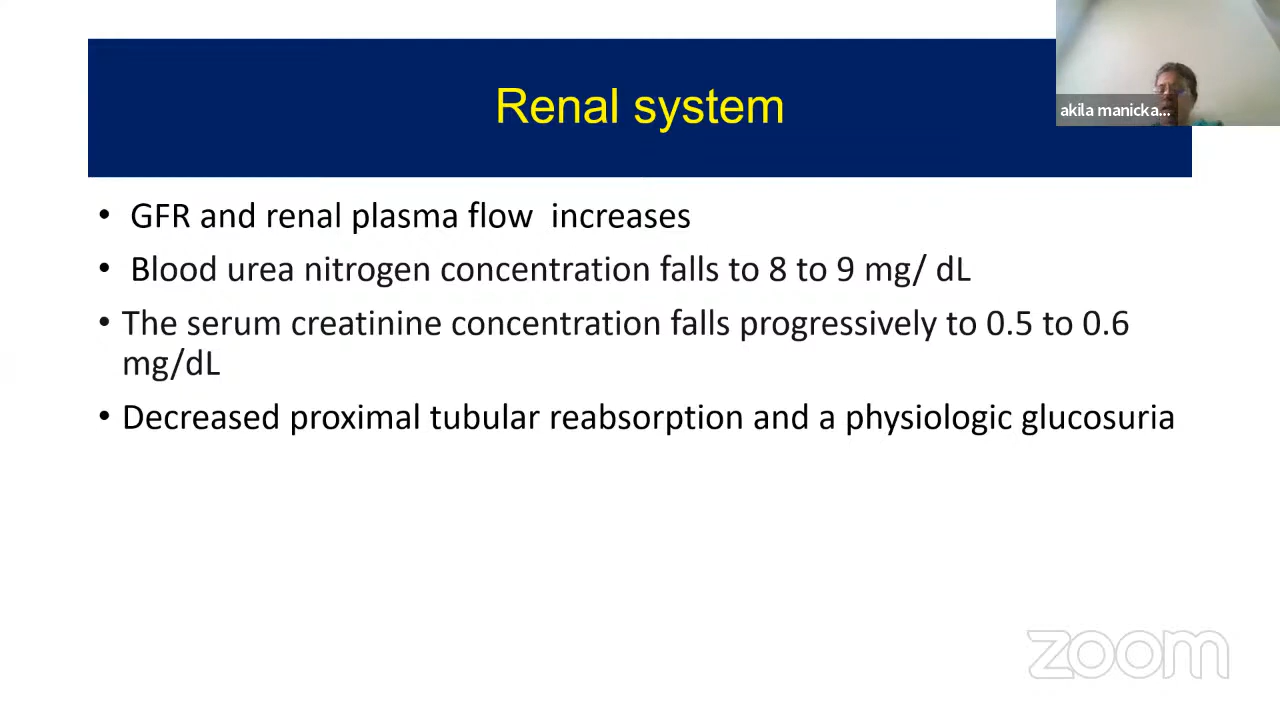 Renal system
akila manicka...
• GFR and renal plasma flow increases
• Blood urea nitrogen concentration falls to 8 to 9 mg/ dL
• The serum creatinine concentration falls progressively to 0.5 to 0.6
mg/dL
• Decreased proximal tubular reabsorption and a physiologic glucosuria
zoom